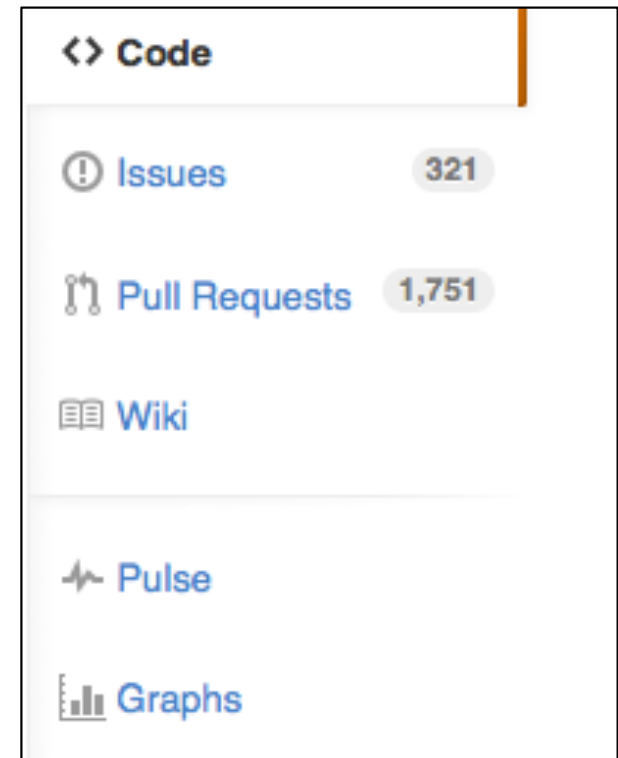 Code
Issues 321
Pull Requests 1,751
Wiki
Pulse
Graphs